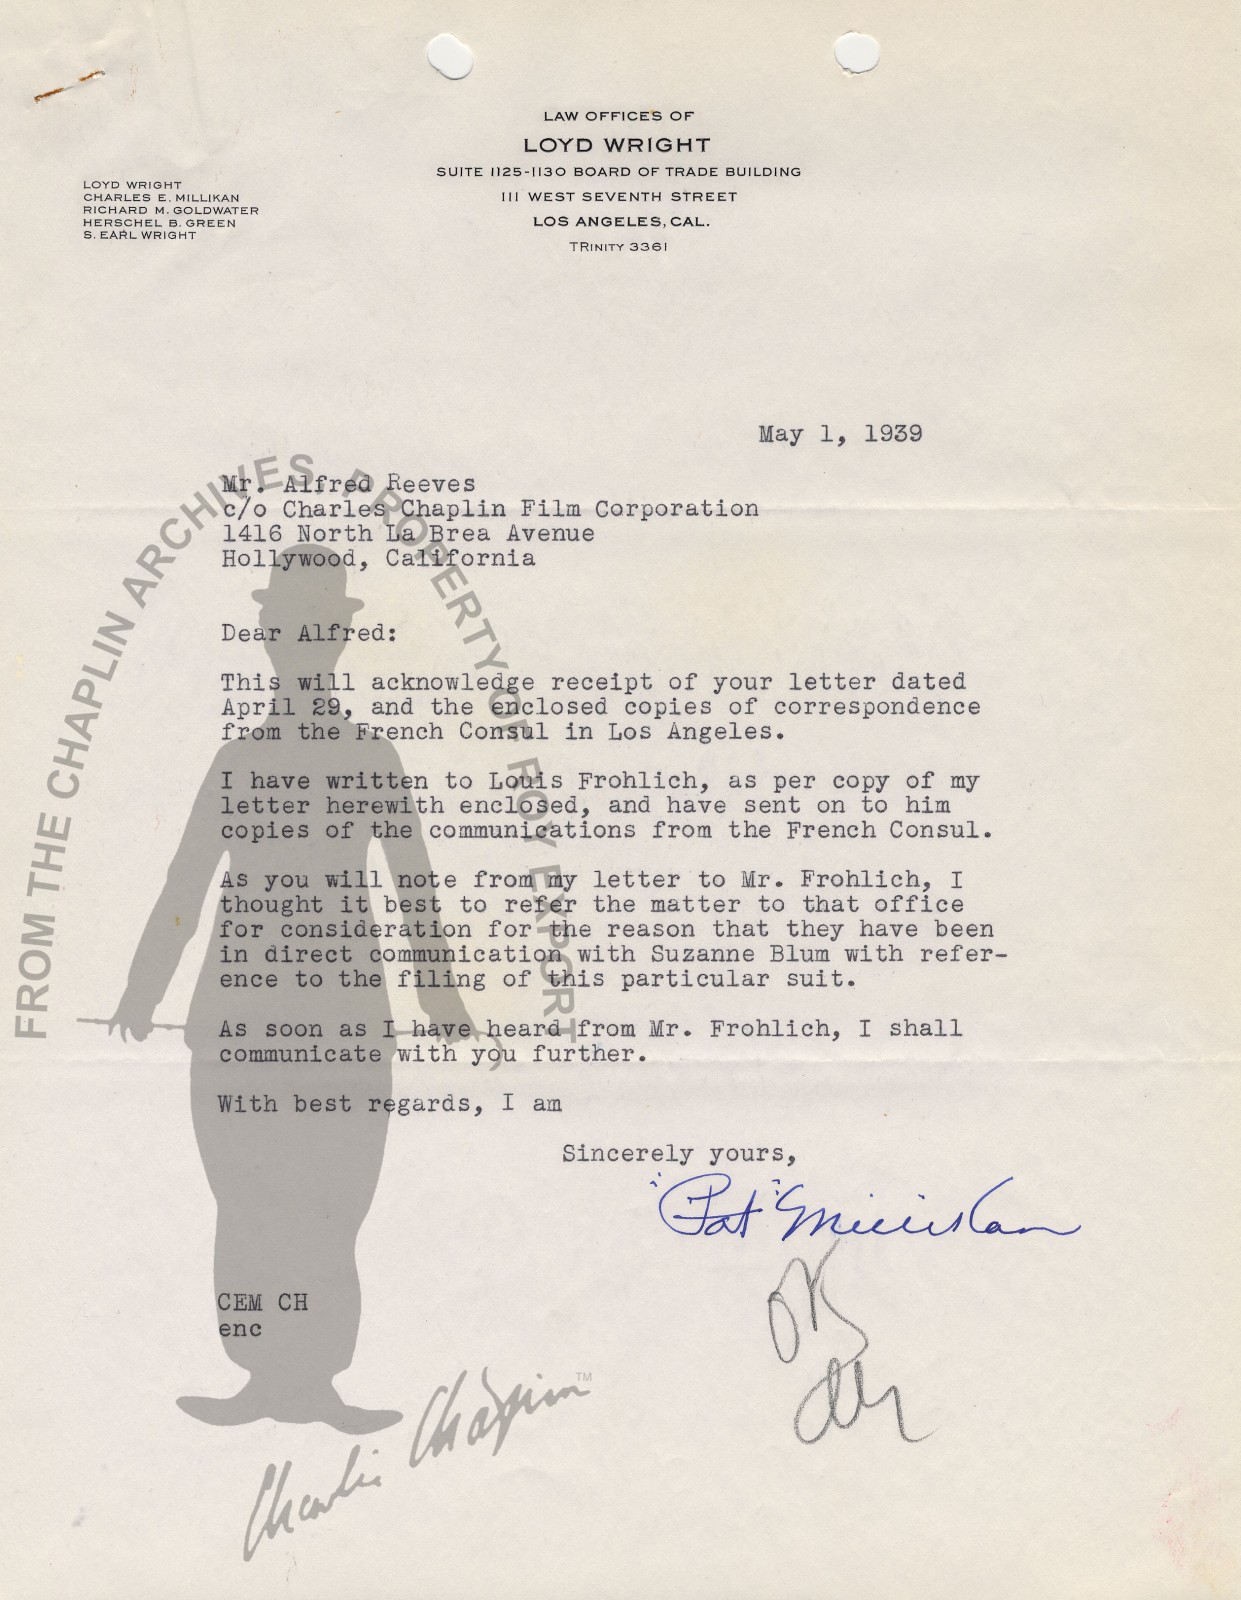 LAW OFFICES OF
LOYD WRIGHT
SUITE 1125-1130 BOARD OF TRADE BUILDING
111 WEST SEVENTH STREET
LOS ANGELES, CAL.
TRINITY 3361
LOYD WRIGHT
CHARLES E. MILLIKAN
RICHARD M. GOLDWATER
HERSCHEL B. GREEN
S. EARL WRIGHT
May 1, 1939
Mr. Alfred Reeves
c/o Charles Chaplin Film Corporation
1416 North La Brea Avenue
Hollywood, California
Dear Alfred:
This will acknowledge receipt of your letter dated
April 29, and the enclosed copies of correspondence
from the French Consul in Los Angeles.
I have written to Louis Frohlich, as per copy of my
letter herewith enclosed, and have sent on to him
copies of the communications from the French Consul.
As you will note from my letter to Mr. Frohlich, I
thought it best to refer the matter to that office
for consideration for the reason that they have been
in direct communication with Suzanne Blum with refer-
ence to the filing of this particular suit.
As soon as I have heard from Mr. Frohlich, I shall
communicate with you further.
With best regards, I am
Sincerely yours,
"Pat" Millikan
OK
CEM CH
enc
FROM THE CHAPLIN ARCHIVES, PROPERTY OF ROY EXPORT
Charlie Chaplin™